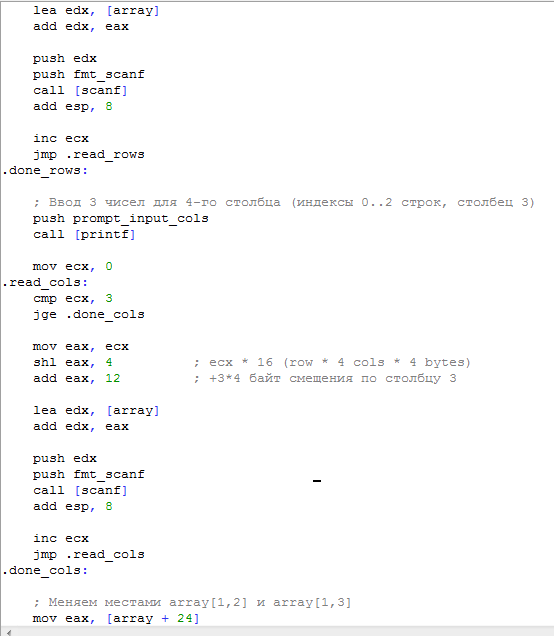 lea edx, [array]
add edx, eax
push edx
push fmt_scanf
call [scanf]
add esp, 8
inc ecx
jmp .read_rows
.done_rows:
; Ввод 3 чисел для 4-го столбца (индексы 0..2 строк, столбец 3)
push prompt_input_cols
call [printf]
mov ecx, 0
.read_cols:
cmp ecx, 3
jge .done_cols
mov eax, ecx
shl eax, 4 ; ecx * 16 (row * 4 cols * 4 bytes)
add eax, 12 ; +3*4 байт смещения по столбцу 3
lea edx, [array]
add edx, eax
push edx
push fmt_scanf
call [scanf]
add esp, 8
inc ecx
jmp .read_cols
.done_cols:
; Меняем местами array[1,2] и array[1,3]
mov eax, [array + 24]